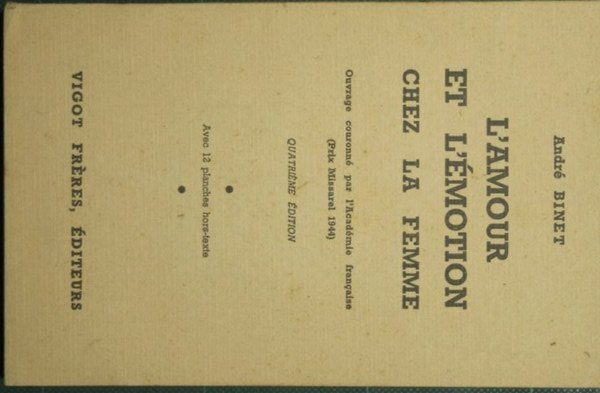 André BINET
L'AMOUR
ET L'ÉMOTION
CHEZ LA FEMME
Ouvrage couronné par l'Académie française
(Prix Missarel 1944)
QUATRIÈME ÉDITION
Avec 12 planches hors-texte
VIGOT FRÈRES, ÉDITEURS